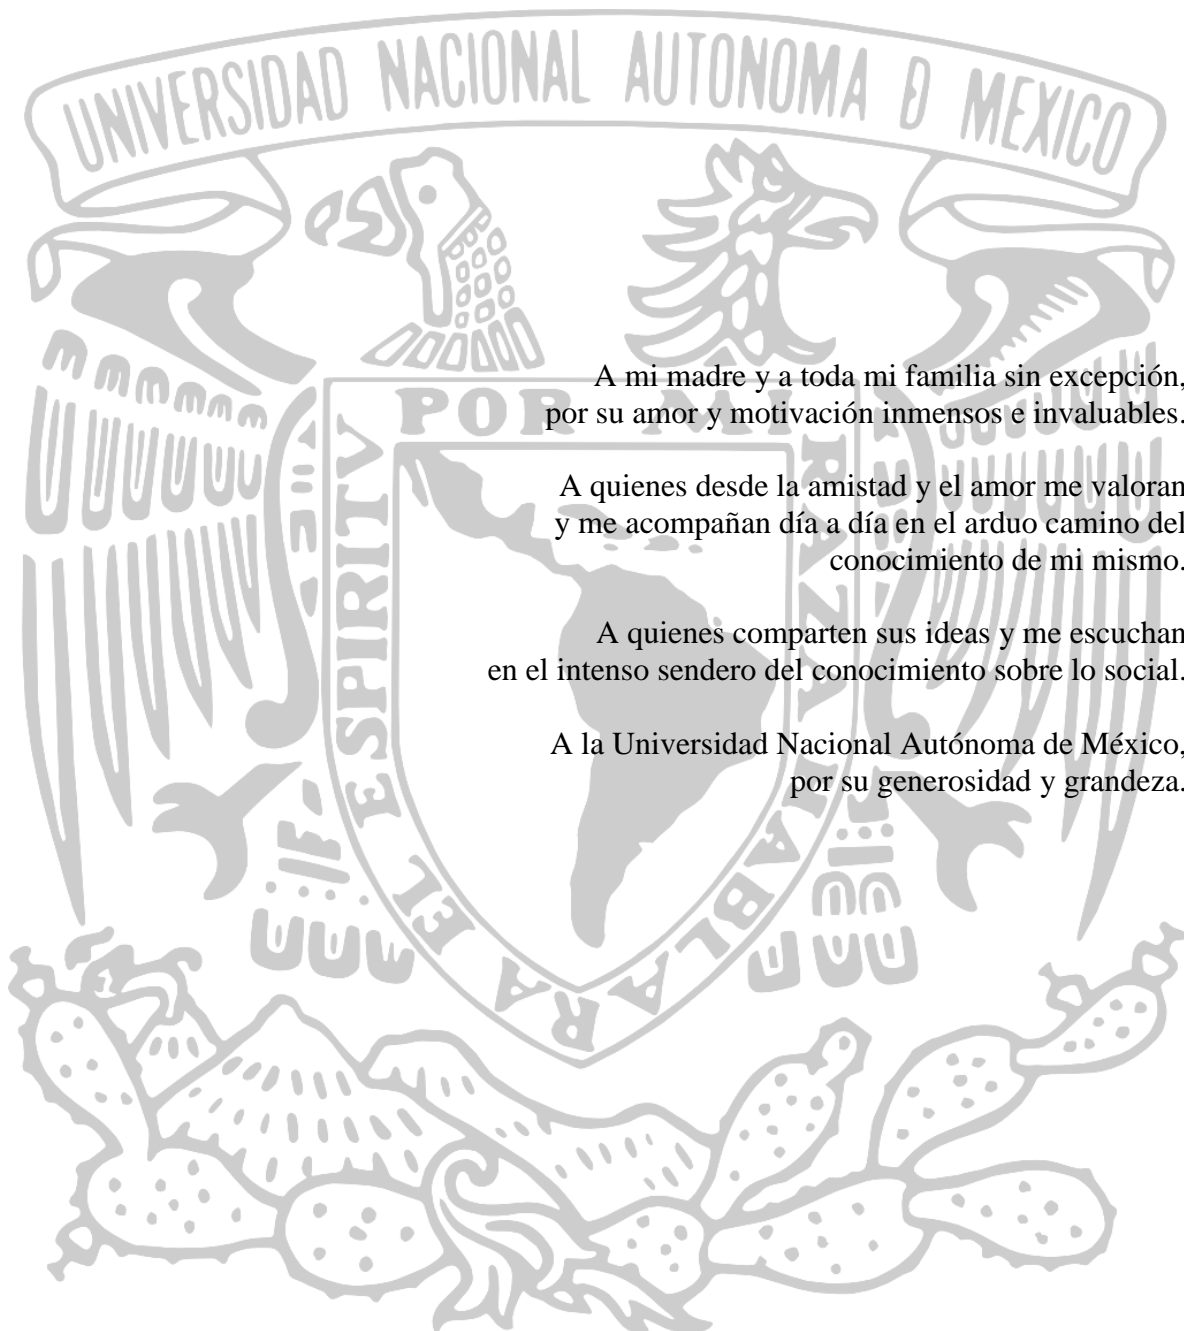 UNIVERSIDAD NACIONAL AUTONOMA D MEXICO
POR MI RAZA HABLARA EL ESPIRITV
A mi madre y a toda mi familia sin excepción,
por su amor y motivación inmensos e invaluables.
A quienes desde la amistad y el amor me valoran
y me acompañan día a día en el arduo camino del
conocimiento de mi mismo.
A quienes comparten sus ideas y me escuchan
en el intenso sendero del conocimiento sobre lo social.
A la Universidad Nacional Autónoma de México,
por su generosidad y grandeza.